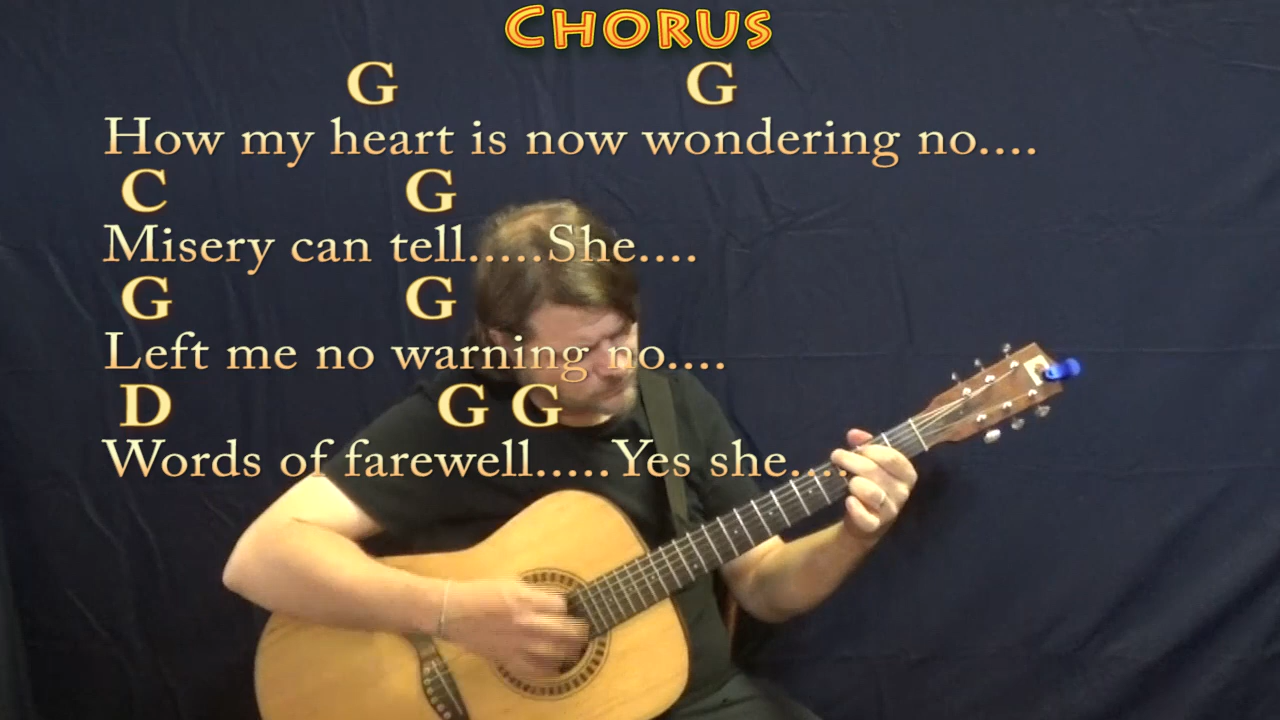 CHORUS
G G
How my heart is now wondering no....
C G
Misery can tell.....She....
G G
Left me no warning no....
D G G
Words of farewell.....Yes she....